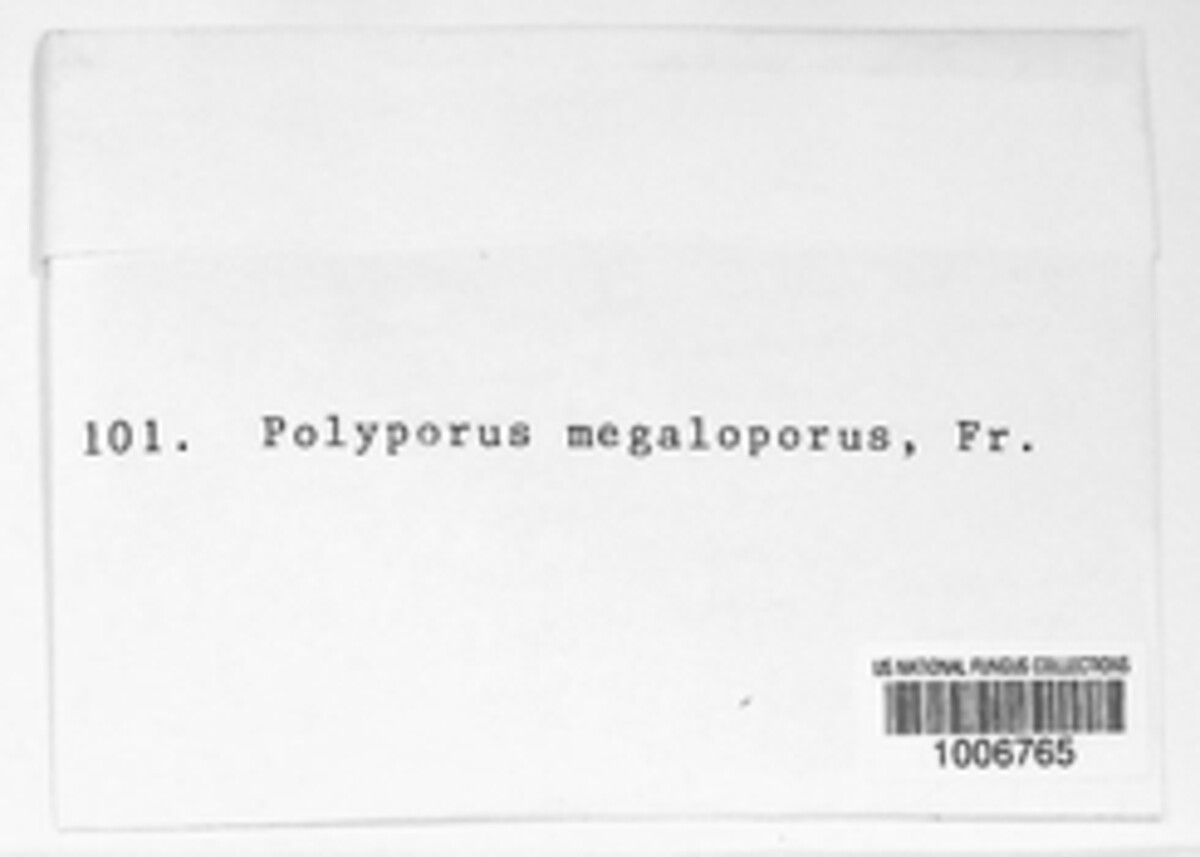 101. Polyporus megaloporus, Fr.
US NATIONAL FUNGUS COLLECTIONS
1006765